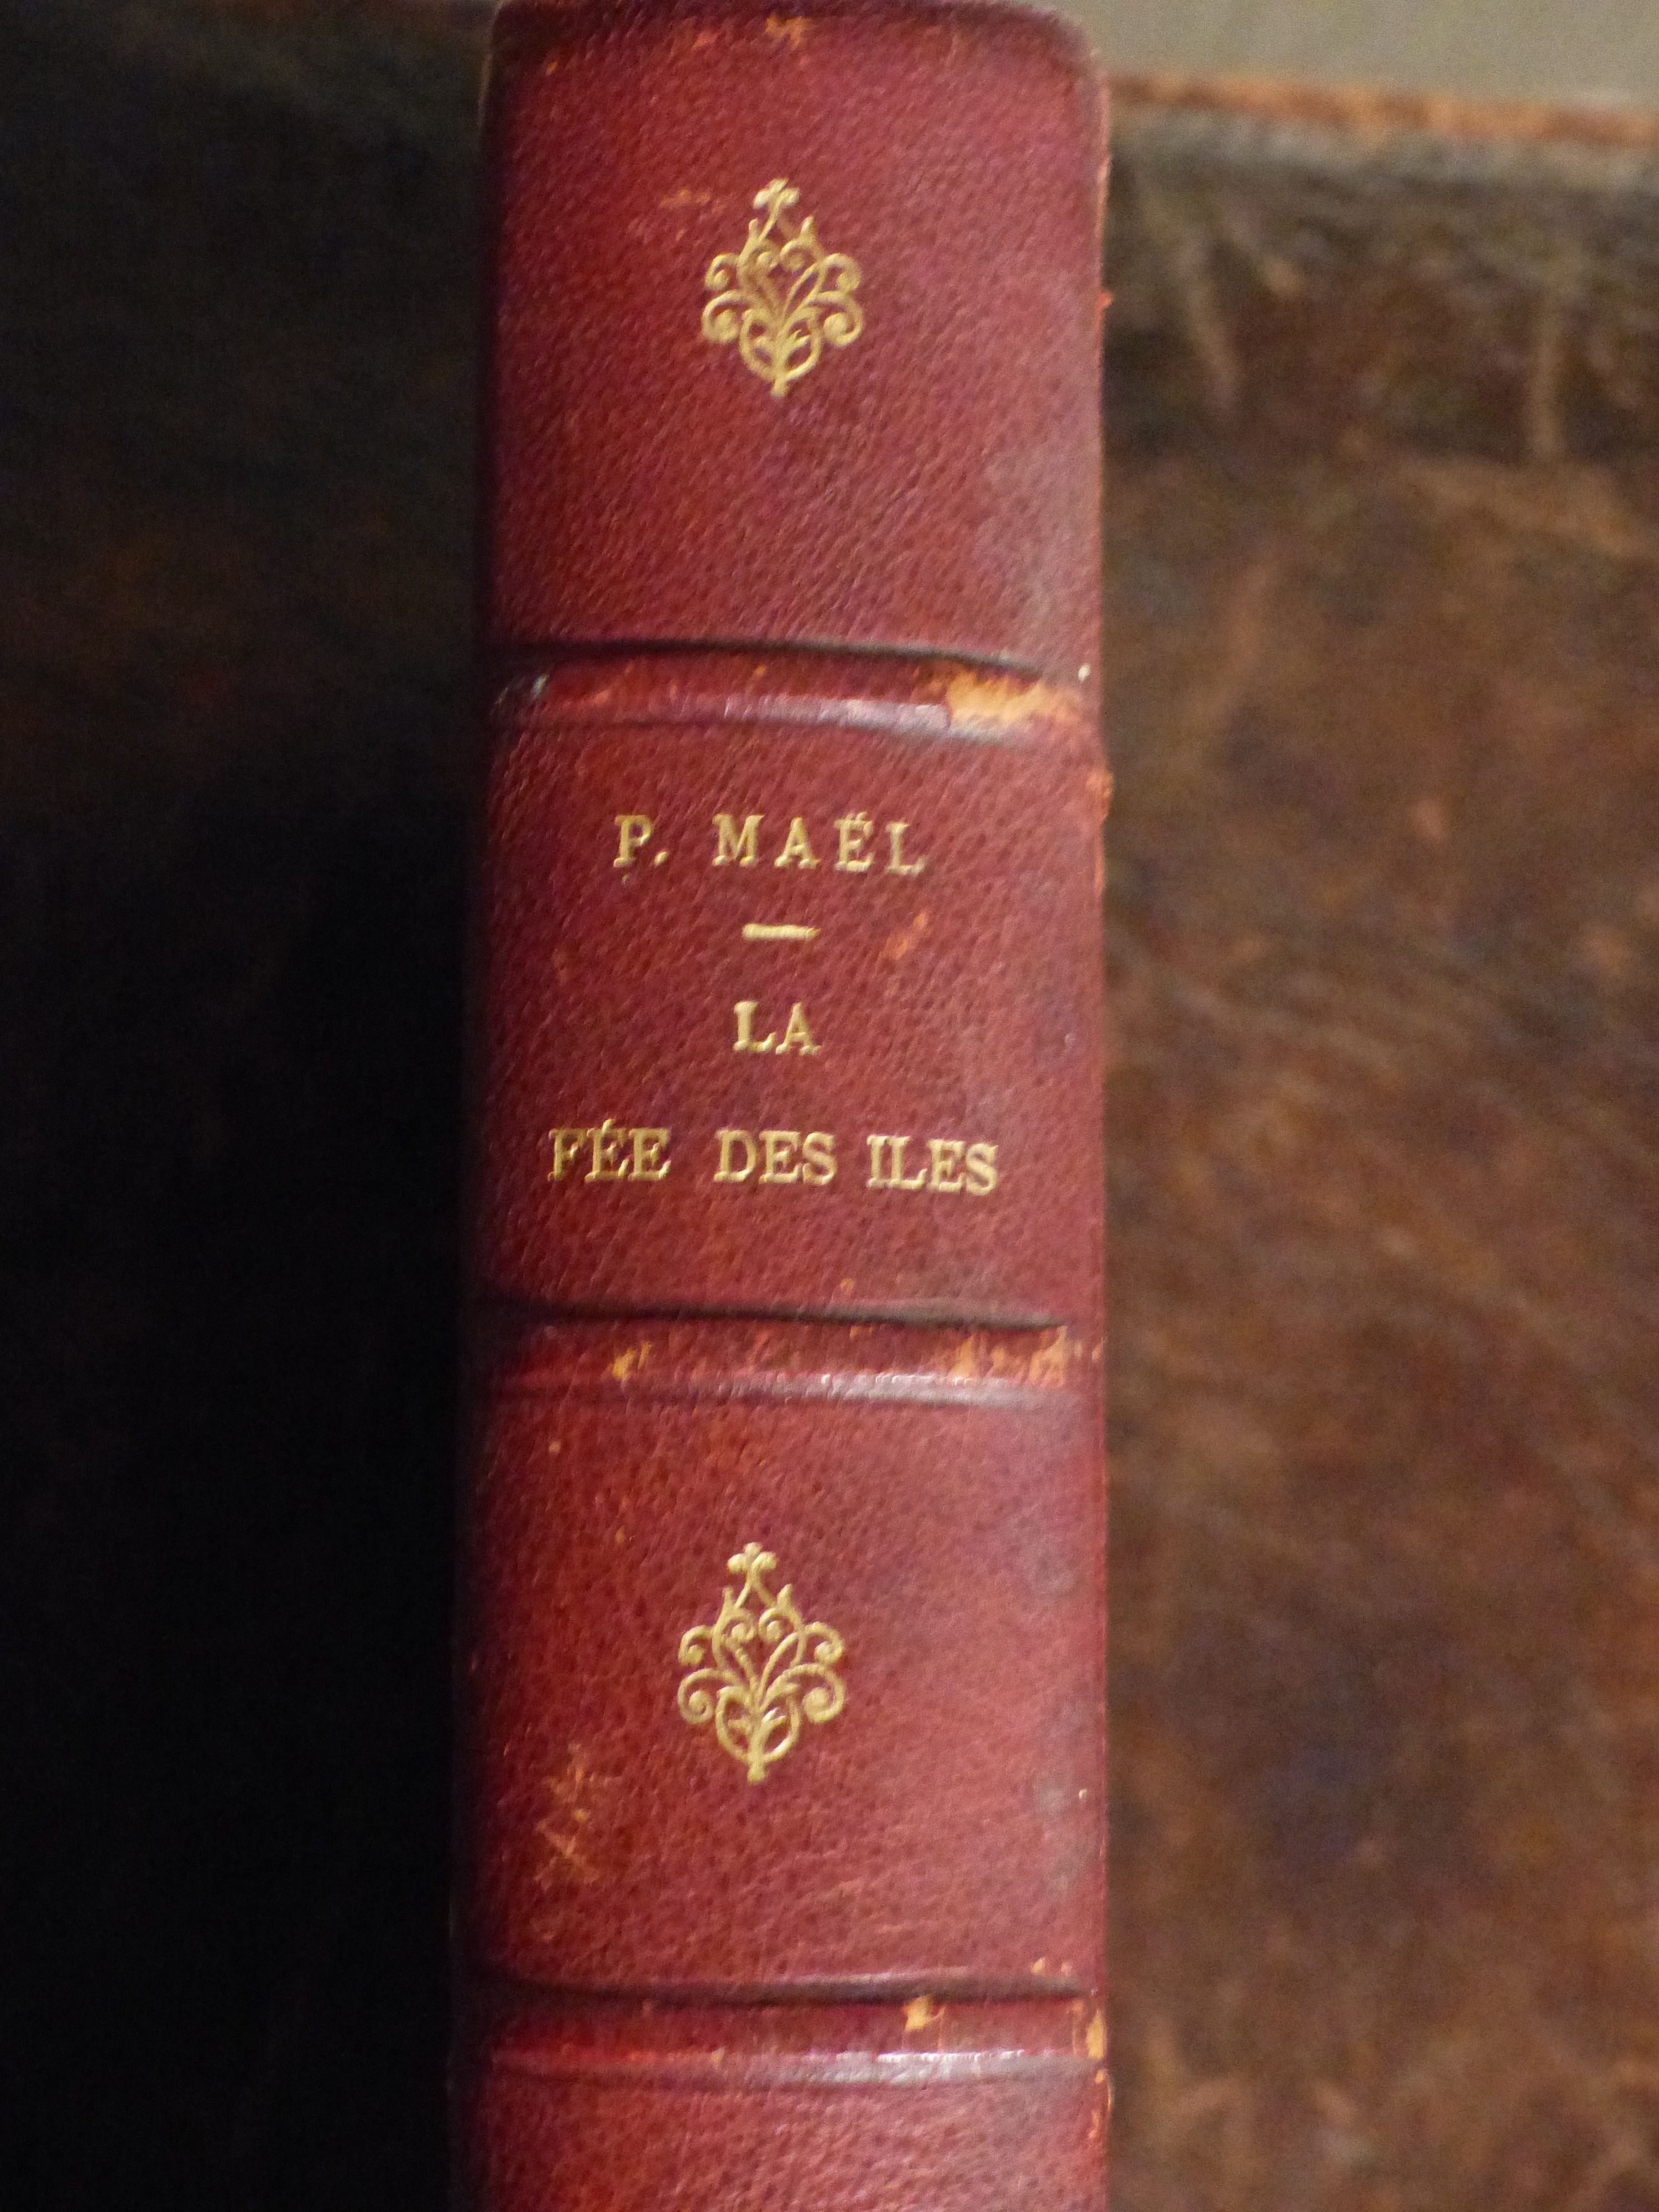 P. MAËL
—
LA
FÉE DES ILES